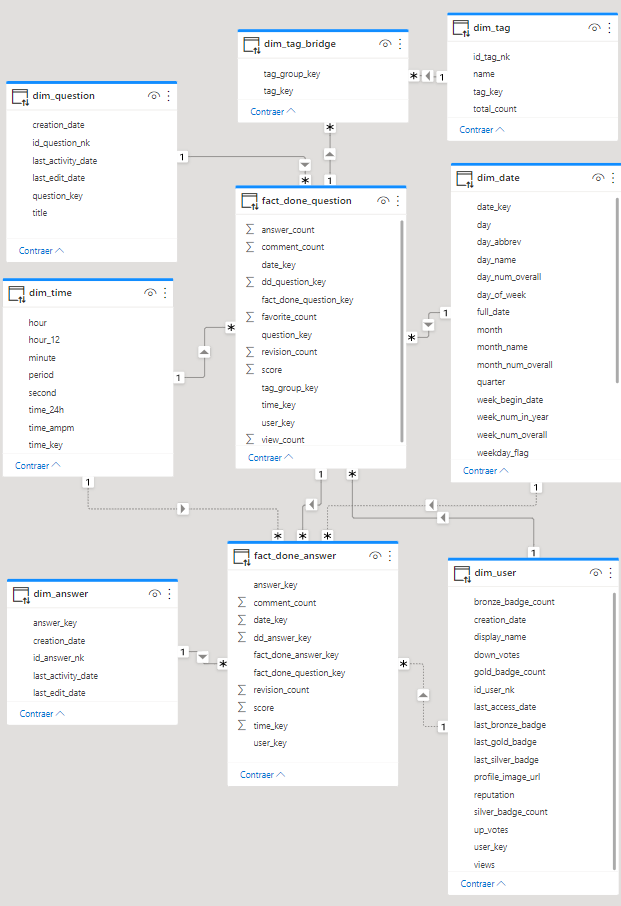 dim_tag_bridge
tag_group_key
tag_key
Contraer
dim_tag
id_tag_nk
name
tag_key
total_count
Contraer
* 1
* 1
dim_question
creation_date
id_question_nk
last_activity_date
last_edit_date
question_key
title
Contraer
1 *
fact_done_question
answer_count
comment_count
date_key
dd_question_key
fact_done_question_key
favorite_count
question_key
revision_count
score
tag_group_key
time_key
user_key
view_count
Contraer
dim_date
date_key
day
day_abbrev
day_name
day_num_overall
day_of_week
full_date
month
month_name
month_num_overall
quarter
week_begin_date
week_num_in_year
week_num_overall
weekday_flag
Contraer
* 1
dim_time
hour
hour_12
minute
period
second
time_24h
time_ampm
time_key
Contraer
1 *
1 1 * 1
* * *
fact_done_answer
answer_key
comment_count
date_key
dd_answer_key
fact_done_answer_key
fact_done_question_key
revision_count
score
time_key
user_key
Contraer
dim_answer
answer_key
creation_date
id_answer_nk
last_activity_date
last_edit_date
Contraer
1 *
1
* 1
dim_user
bronze_badge_count
creation_date
display_name
down_votes
gold_badge_count
id_user_nk
last_access_date
last_bronze_badge
last_gold_badge
last_silver_badge
profile_image_url
reputation
silver_badge_count
up_votes
user_key
views
Contraer